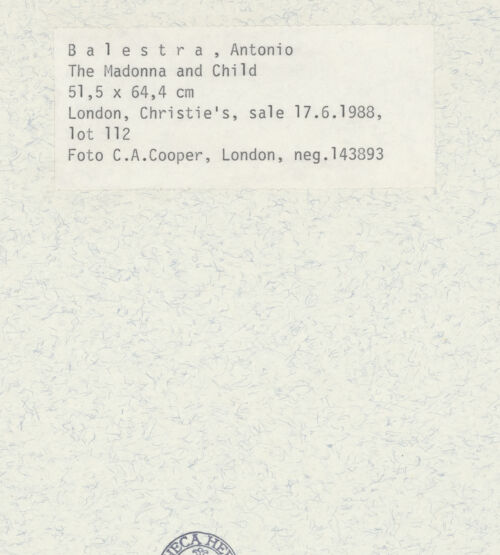 B a l e s t r a , Antonio
The Madonna and Child
51,5 x 64,4 cm
London, Christie's, sale 17.6.1988,
lot 112
Foto C.A.Cooper, London, neg.143893